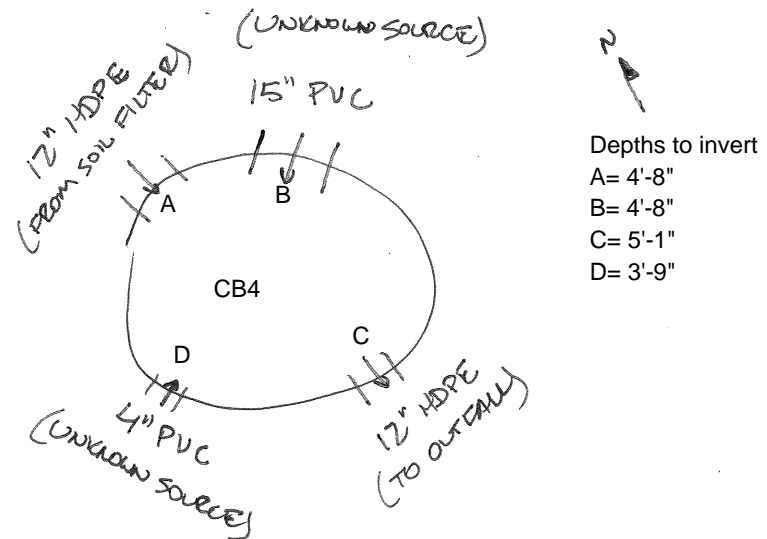 (UNKNOWN SOURCE)
N
12" HDPE
(FROM SOIL FILTER)
15" PVC
Depths to invert
A= 4'-8"
B= 4'-8"
C= 5'-1"
D= 3'-9"
A
B
CB4
D
C
4" PVC
(UNKNOWN SOURCE)
12" HDPE
(TO OUTFALL)